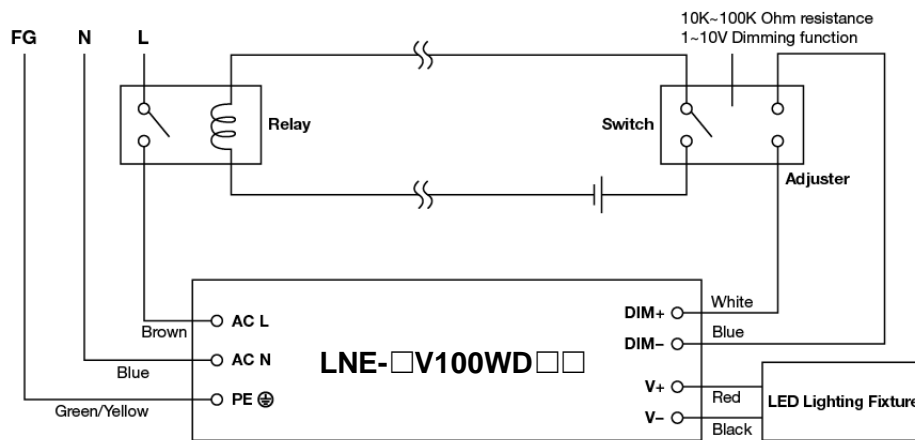 10K~100K Ohm resistance
1~10V Dimming function
FG
N
L
Relay
Switch
Adjuster
Brown
AC L
Blue
AC N
Green/Yellow
PE
LNE-□V100WD□□
DIM+
White
DIM–
Blue
V+
Red
V–
Black
LED Lighting Fixture